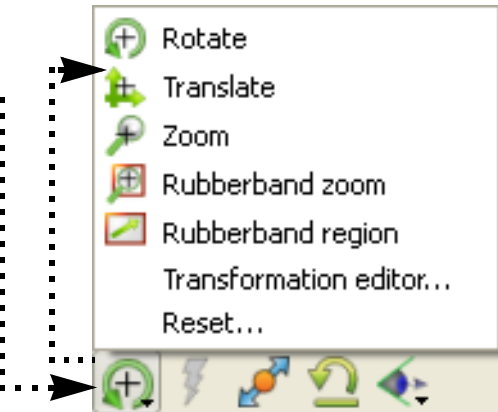 Rotate
Translate
Zoom
Rubberband zoom
Rubberband region
Transformation editor...
Reset...